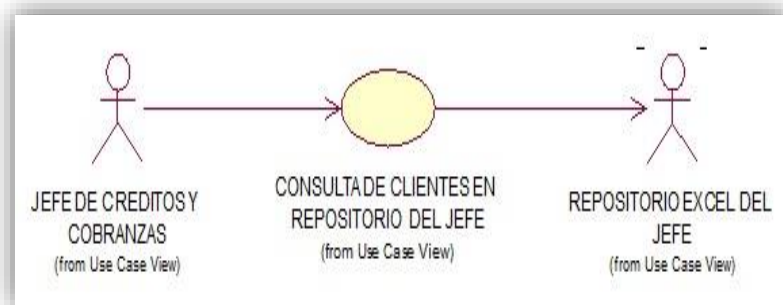 JEFE DE CREDITOS Y
COBRANZAS
(from Use Case View)
CONSULTA DE CLIENTES EN
REPOSITORIO DEL JEFE
(from Use Case View)
REPOSITORIO EXCEL DEL
JEFE
(from Use Case View)